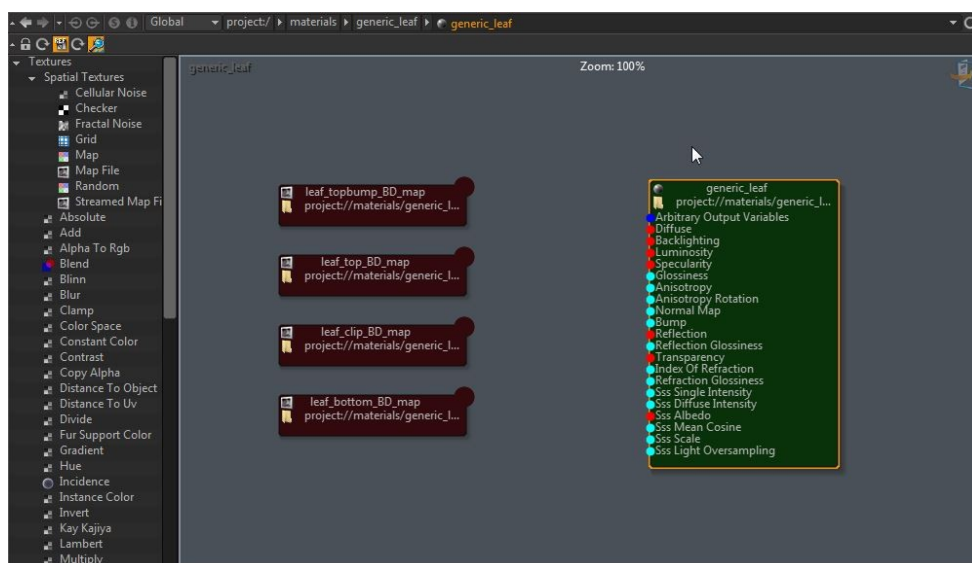 Global project:/ materials generic_leaf generic_leaf
Textures
Spatial Textures
Cellular Noise
Checker
Fractal Noise
Grid
Map
Map File
Random
Streamed Map Fi
Absolute
Add
Alpha To Rgb
Blend
Blinn
Blur
Clamp
Color Space
Constant Color
Contrast
Copy Alpha
Distance To Object
Distance To Uv
Divide
Fur Support Color
Gradient
Hue
Incidence
Instance Color
Invert
Kay Kajiya
Lambert
Multiply
generic_leaf
Zoom: 100%
leaf_topbump_BD_map
project://materials/generic_l...
leaf_top_BD_map
project://materials/generic_l...
leaf_clip_BD_map
project://materials/generic_l...
leaf_bottom_BD_map
project://materials/generic_l...
generic_leaf
project://materials/generic_l...
Arbitrary Output Variables
Diffuse
Backlighting
Luminosity
Specularity
Glossiness
Anisotropy
Anisotropy Rotation
Normal Map
Bump
Reflection
Reflection Glossiness
Transparency
Index Of Refraction
Refraction Glossiness
Sss Single Intensity
Sss Diffuse Intensity
Sss Albedo
Sss Mean Cosine
Sss Scale
Sss Light Oversampling